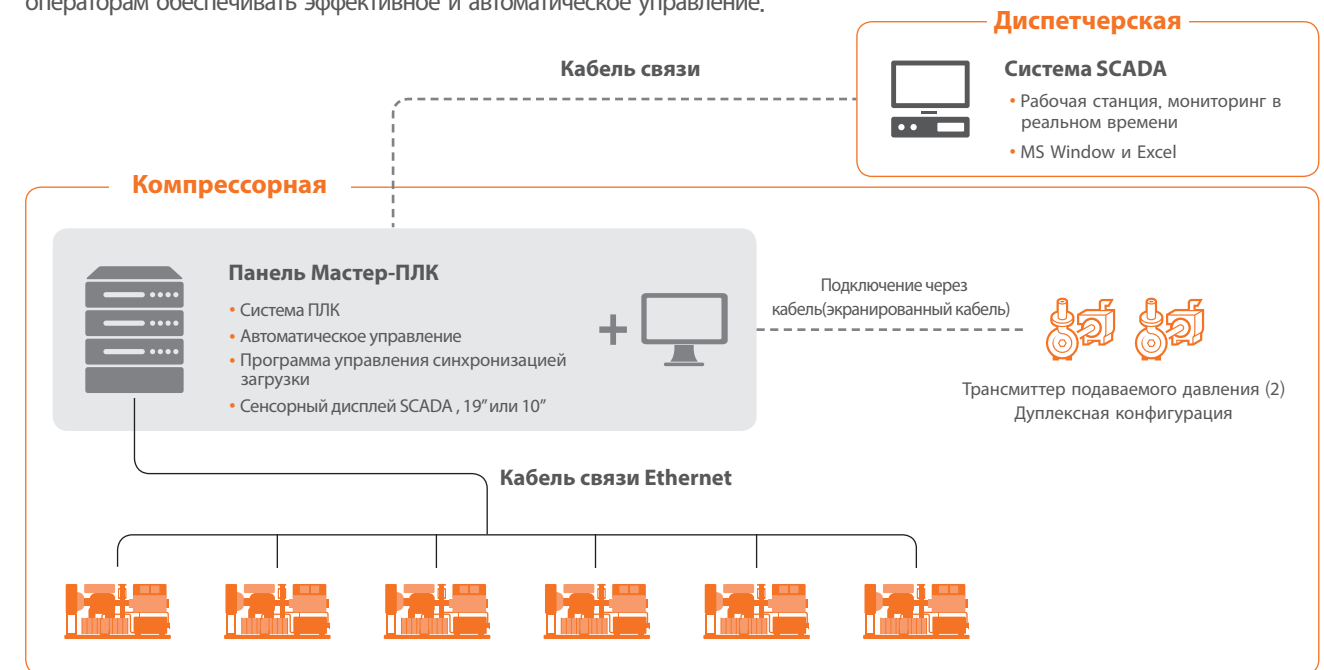 операторам обеспечивать эффективное и автоматическое управление.
Диспетчерская
Кабель связи
Система SCADA
• Рабочая станция, мониторинг в
реальном времени
• MS Window и Excel
Компрессорная
Панель Мастер-ПЛК
• Система ПЛК
• Автоматическое управление
• Программа управления синхронизацией
загрузки
• Сенсорный дисплей SCADA , 19” или 10”
Подключение через
кабель(экранированный кабель)
Трансмиттер подаваемого давления (2)
Дуплексная конфигурация
Кабель связи Ethernet